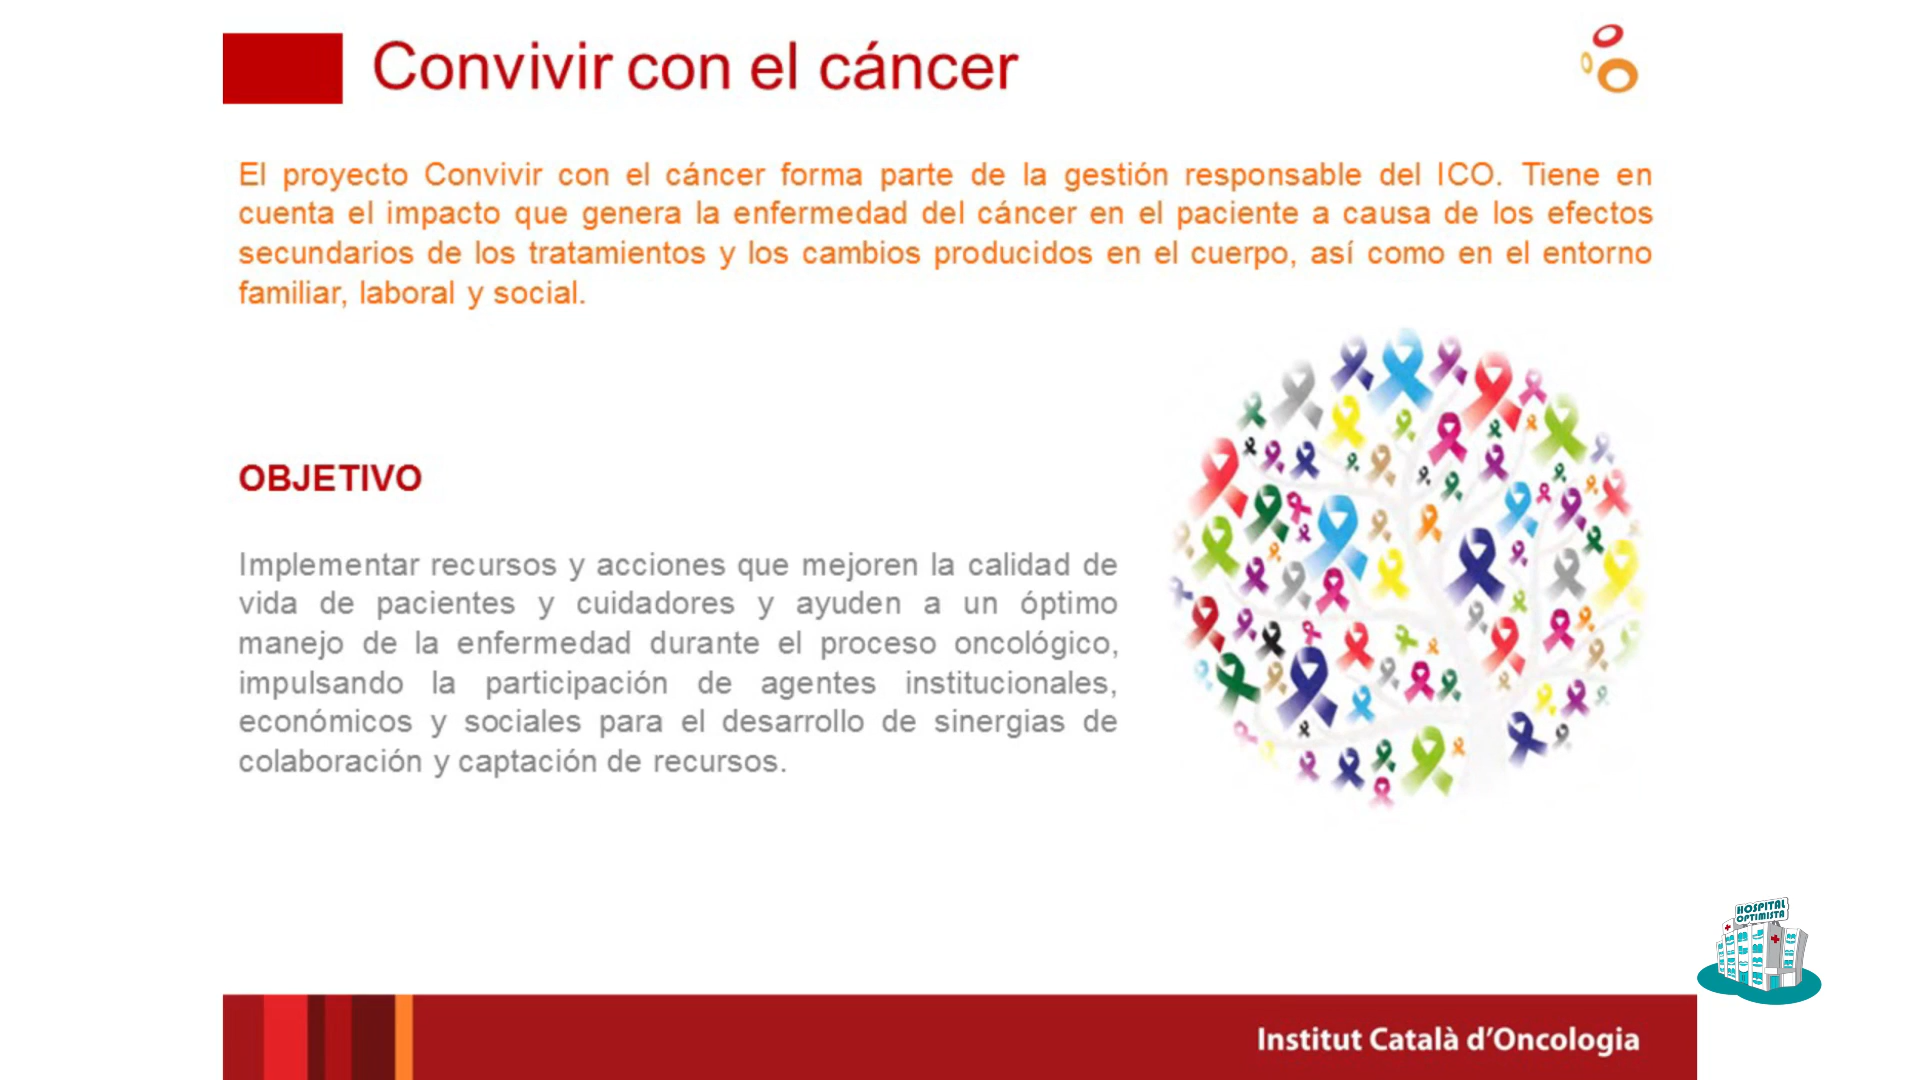 Convivir con el cáncer
El proyecto Convivir con el cáncer forma parte de la gestión responsable del ICO. Tiene en
cuenta el impacto que genera la enfermedad del cáncer en el paciente a causa de los efectos
secundarios de los tratamientos y los cambios producidos en el cuerpo, así como en el entorno
familiar, laboral y social.
OBJETIVO
Implementar recursos y acciones que mejoren la calidad de
vida de pacientes y cuidadores y ayuden a un óptimo
manejo de la enfermedad durante el proceso oncológico,
impulsando la participación de agentes institucionales,
económicos y sociales para el desarrollo de sinergias de
colaboración y captación de recursos.
HOSPITAL
OPTIMISTA
Institut Català d'Oncologia